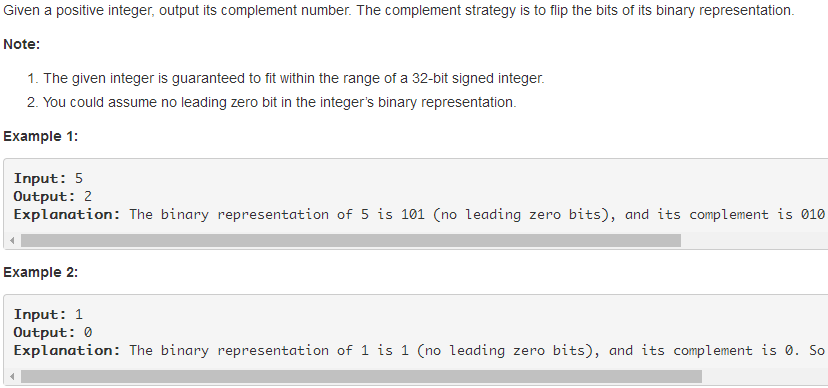 Given a positive integer, output its complement number. The complement strategy is to flip the bits of its binary representation.
Note:
1. The given integer is guaranteed to fit within the range of a 32-bit signed integer.
2. You could assume no leading zero bit in the integer’s binary representation.
Example 1:
Input: 5
Output: 2
Explanation: The binary representation of 5 is 101 (no leading zero bits), and its complement is 010
Example 2:
Input: 1
Output: 0
Explanation: The binary representation of 1 is 1 (no leading zero bits), and its complement is 0. So